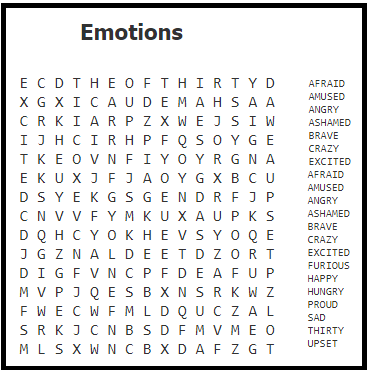 Emotions
E C D T H E O F T H I R T Y D
X G X I C A U D E M A H S A A
C R K I A R P Z X W E J S I W
I J H C I R H P F Q S O Y G E
T K E O V N F I Y O Y R G N A
E K U X J F J A O Y G X B C U
D S Y E K G S G E N D R F J P
C N V V F Y M K U X A U P K S
D Q H C Y O K H E V S Y O Q E
J G Z N A L D E E T D Z O R T
D I G F V N C P F D E A F U P
M V P J Q E S B X N S R K W Z
F W E C W F M L D Q U C Z A L
S R K J C N B S D F M V M E O
M L S X W N C B X D A F Z G T
AFRAID
AMUSED
ANGRY
ASHAMED
BRAVE
CRAZY
EXCITED
AFRAID
AMUSED
ANGRY
ASHAMED
BRAVE
CRAZY
EXCITED
FURIOUS
HAPPY
HUNGRY
PROUD
SAD
THIRTY
UPSET